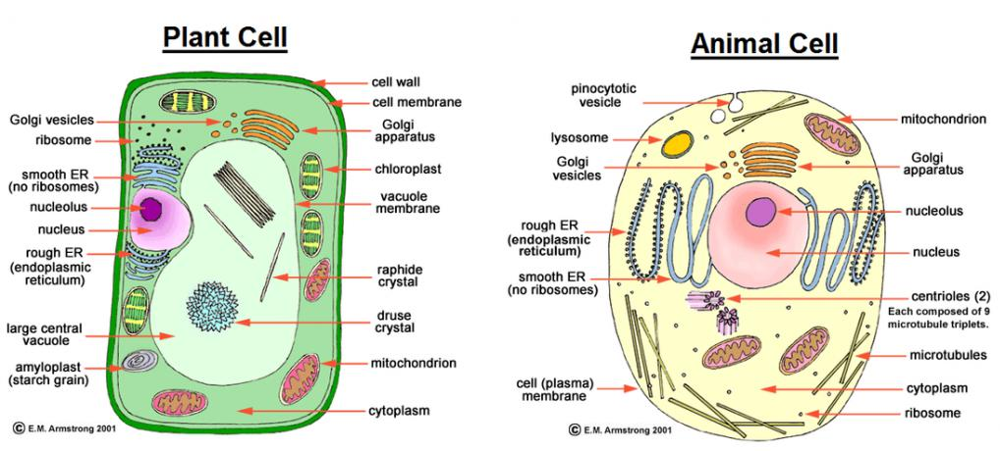 Plant Cell
cell wall
cell membrane
Golgi vesicles
Golgi
apparatus
ribosome
chloroplast
smooth ER
(no ribosomes)
vacuole
membrane
nucleolus
nucleus
rough ER
(endoplasmic
reticulum)
raphide
crystal
druse
crystal
large central
vacuole
amyloplast
(starch grain)
mitochondrion
cytoplasm
© E.M. Armstrong 2001
Animal Cell
pinocytotic
vesicle
mitochondrion
lysosome
Golgi
vesicles
Golgi
apparatus
nucleolus
rough ER
(endoplasmic
reticulum)
nucleus
smooth ER
(no ribosomes)
centrioles (2)
Each composed of 9
microtubule triplets.
microtubules
cell (plasma)
membrane
cytoplasm
ribosome
© E.M. Armstrong 2001